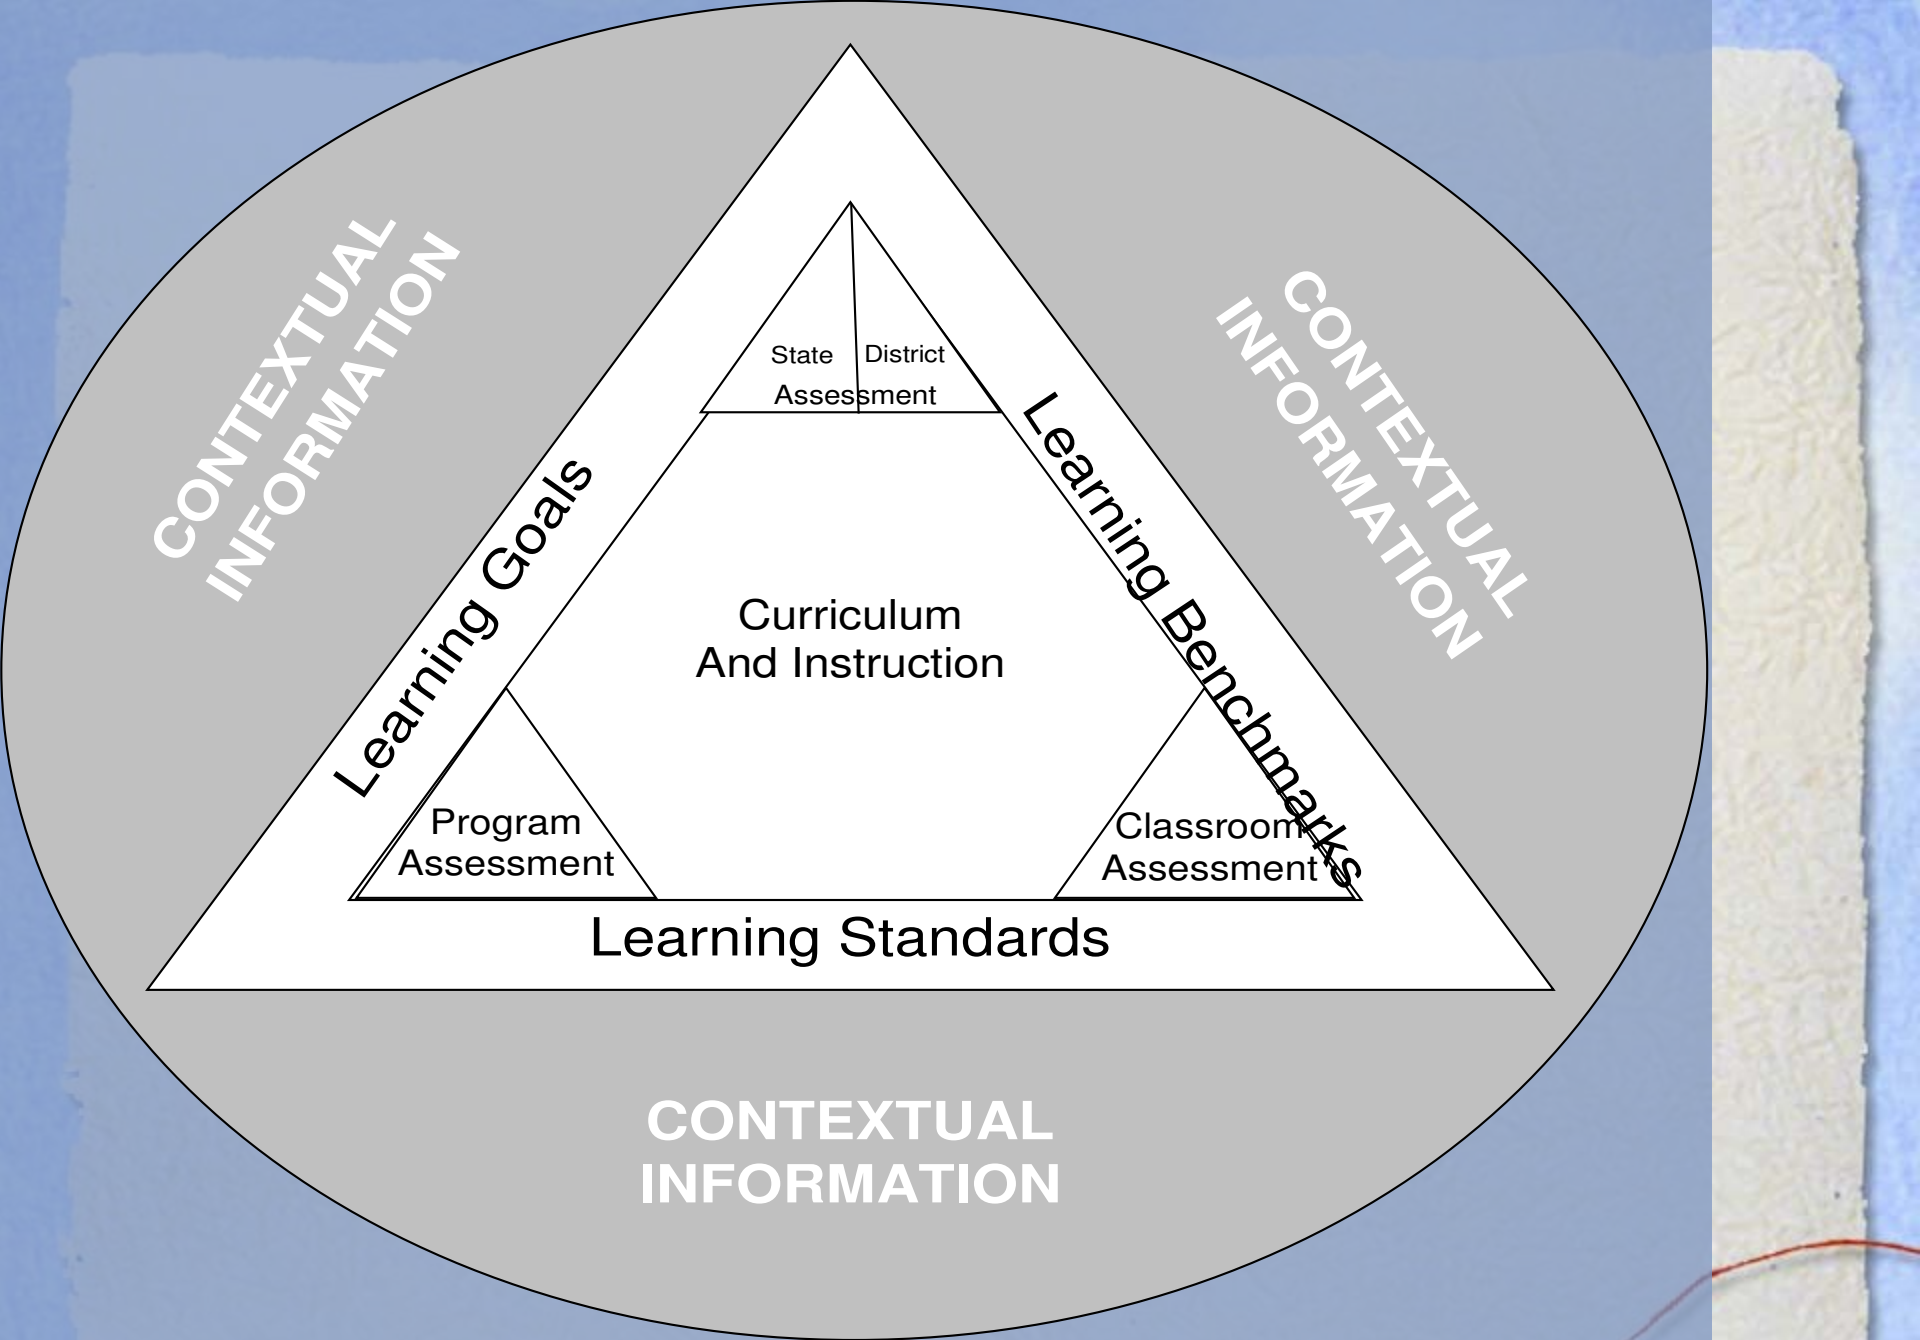 CONTEXTUAL
INFORMATION
CONTEXTUAL
INFORMATION
State District
Assessment
Learning Goals
Learning Benchmarks
Curriculum
And Instruction
Program
Assessment
Classroom
Assessment
Learning Standards
CONTEXTUAL
INFORMATION